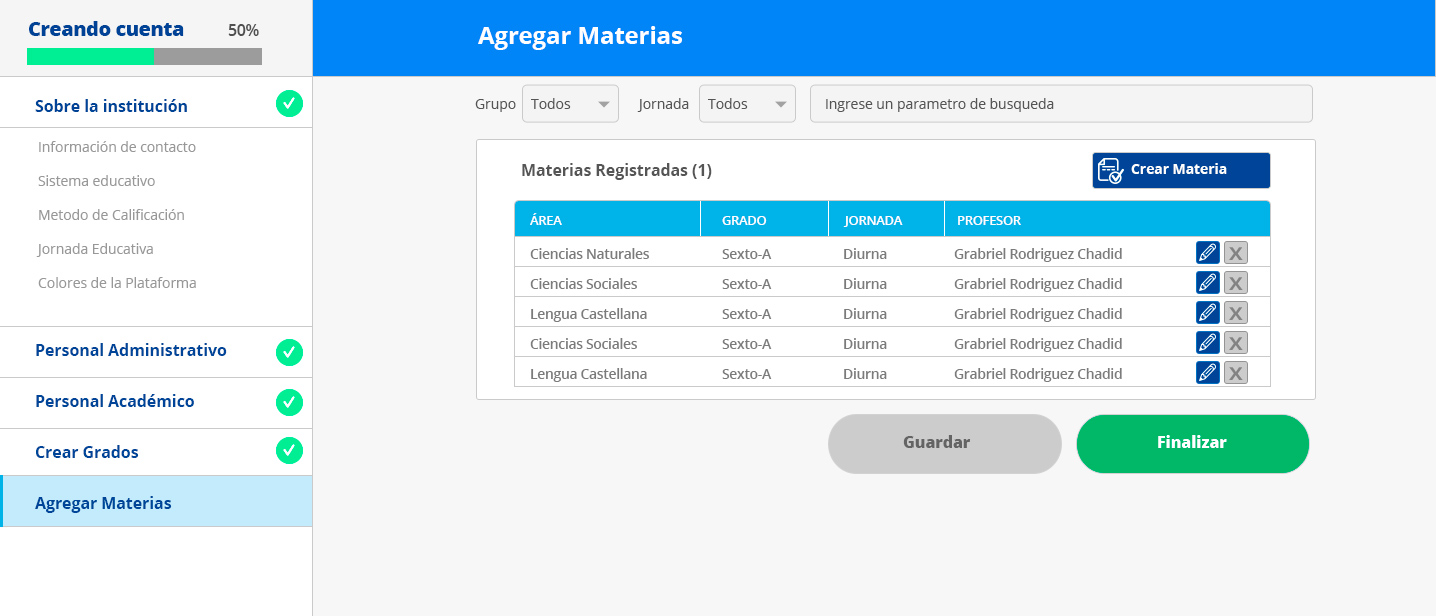 Creando cuenta 50%
Sobre la institución
Información de contacto
Sistema educativo
Metodo de Calificación
Jornada Educativa
Colores de la Plataforma
Personal Administrativo
Personal Académico
Crear Grados
Agregar Materias
Agregar Materias
Grupo Todos Jornada Todos Ingrese un parametro de busqueda
Materias Registradas (1) Crear Materia
ÁREA GRADO JORNADA PROFESOR
Ciencias Naturales Sexto-A Diurna Grabriel Rodriguez Chadid X
Ciencias Sociales Sexto-A Diurna Grabriel Rodriguez Chadid X
Lengua Castellana Sexto-A Diurna Grabriel Rodriguez Chadid X
Ciencias Sociales Sexto-A Diurna Grabriel Rodriguez Chadid X
Lengua Castellana Sexto-A Diurna Grabriel Rodriguez Chadid X
Guardar Finalizar